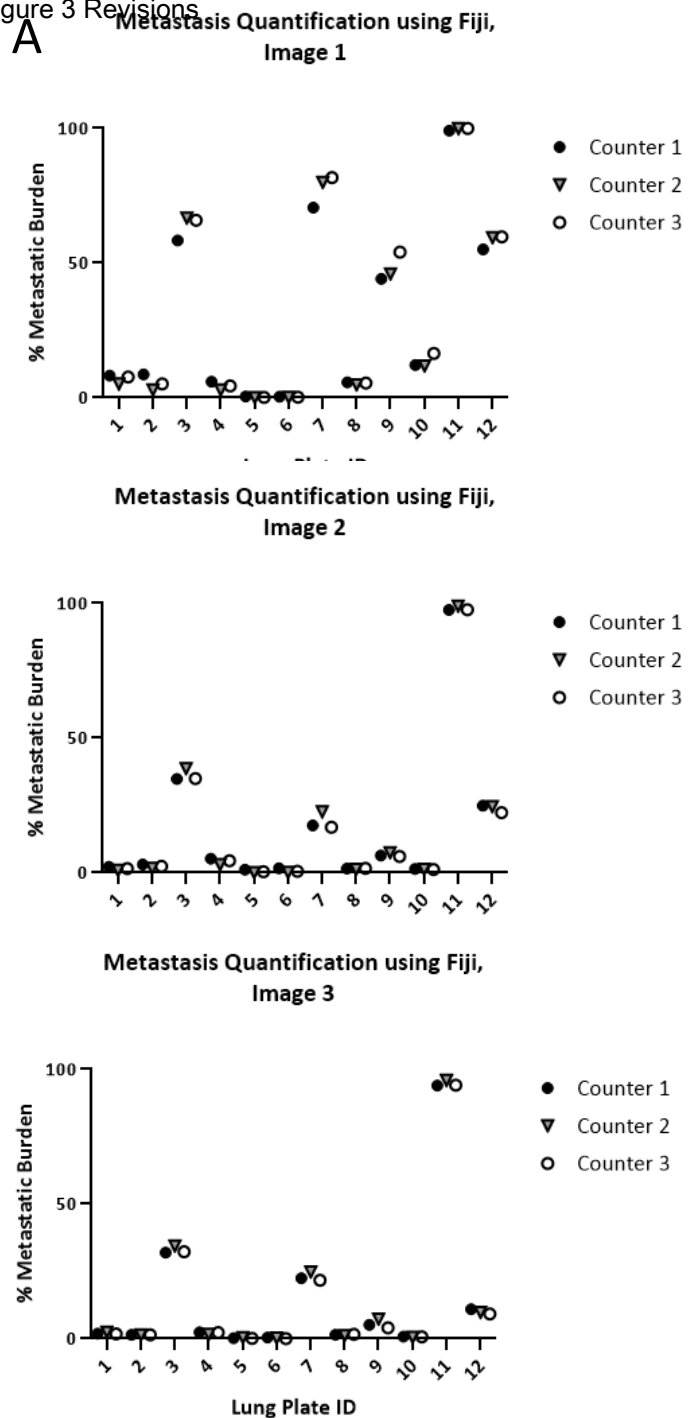 gure 3 Revisions
A
Metastasis Quantification using Fiji,
Image 1
% Metastatic Burden
100
50
0
1 2 3 4 5 6 7 8 9 10 11 12
Counter 1
Counter 2
Counter 3
Metastasis Quantification using Fiji,
Image 2
% Metastatic Burden
100
50
0
1 2 3 4 5 6 7 8 9 10 11 12
Counter 1
Counter 2
Counter 3
Metastasis Quantification using Fiji,
Image 3
% Metastatic Burden
100
50
0
1 2 3 4 5 6 7 8 9 10 11 12
Lung Plate ID
Counter 1
Counter 2
Counter 3